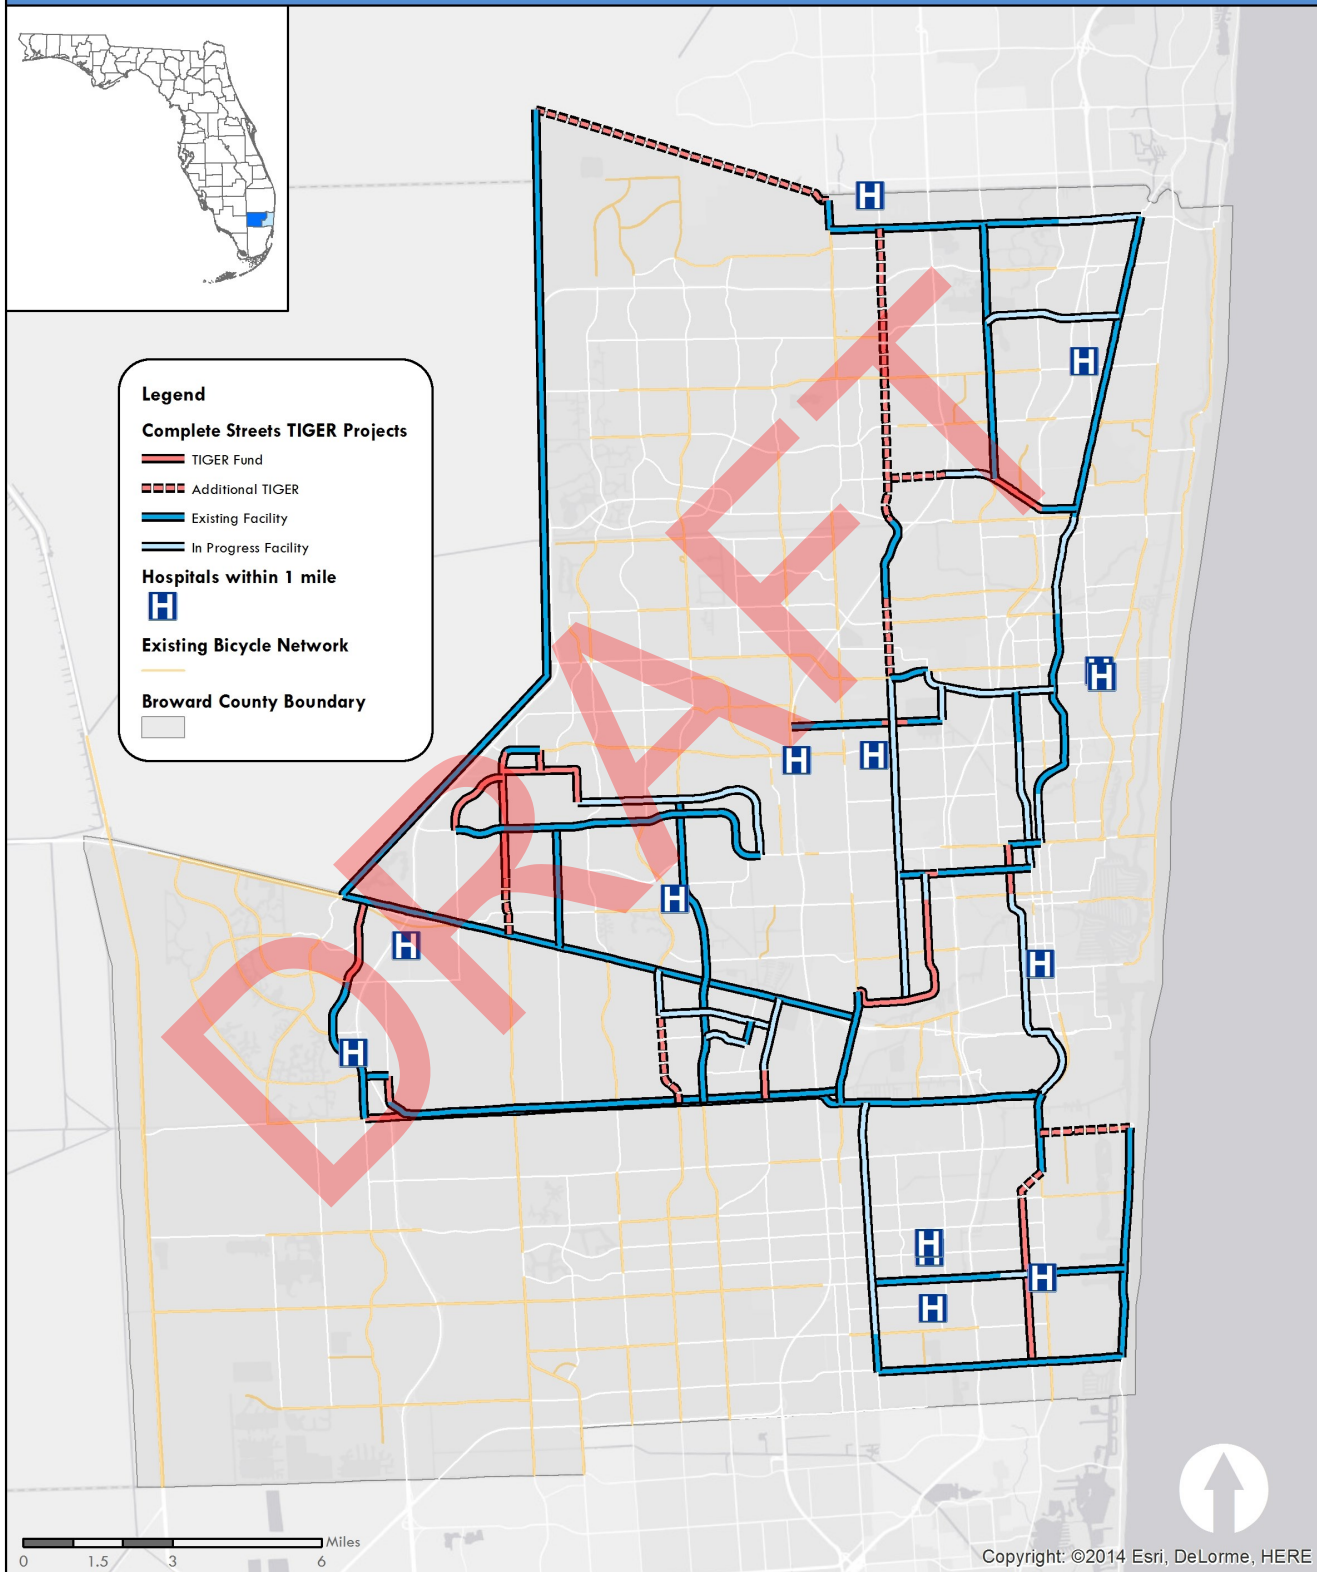 Legend
Complete Streets TIGER Projects
TIGER Fund
Additional TIGER
Existing Facility
In Progress Facility
Hospitals within 1 mile
H
Existing Bicycle Network
Broward County Boundary
H
H
H
H
H
H
H
H
H
H
H
H
DRAFT
0 1.5 3 6 Miles
Copyright: ©2014 Esri, DeLorme, HERE